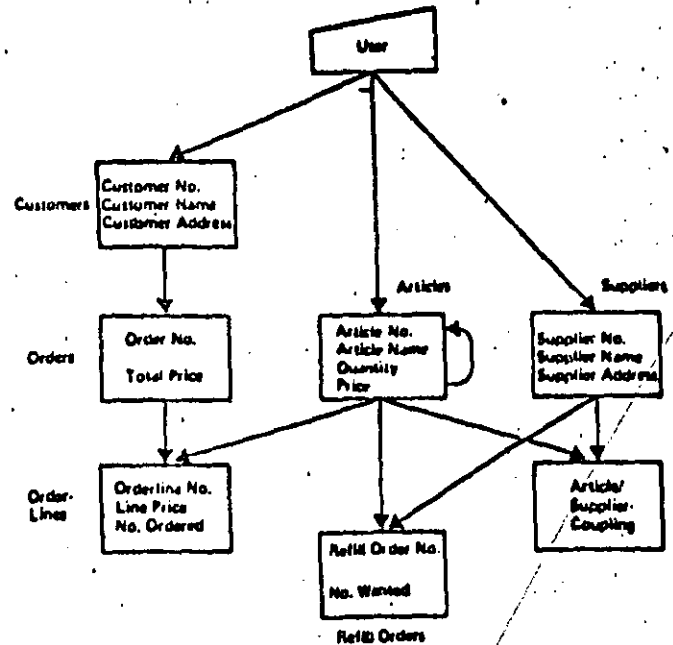 User
Customers
Customer No.
Customer Name
Customer Address
Articles
Suppliers
Orders
Order No.
Total Price
Article No.
Article Name
Quantity
Price
Supplier No.
Supplier Name
Supplier Address
Order-
Lines
Orderline No.
Line Price
No. Ordered
Refill Order No.
No. Wanted
Article/
Supplier-
Coupling
Refill Orders